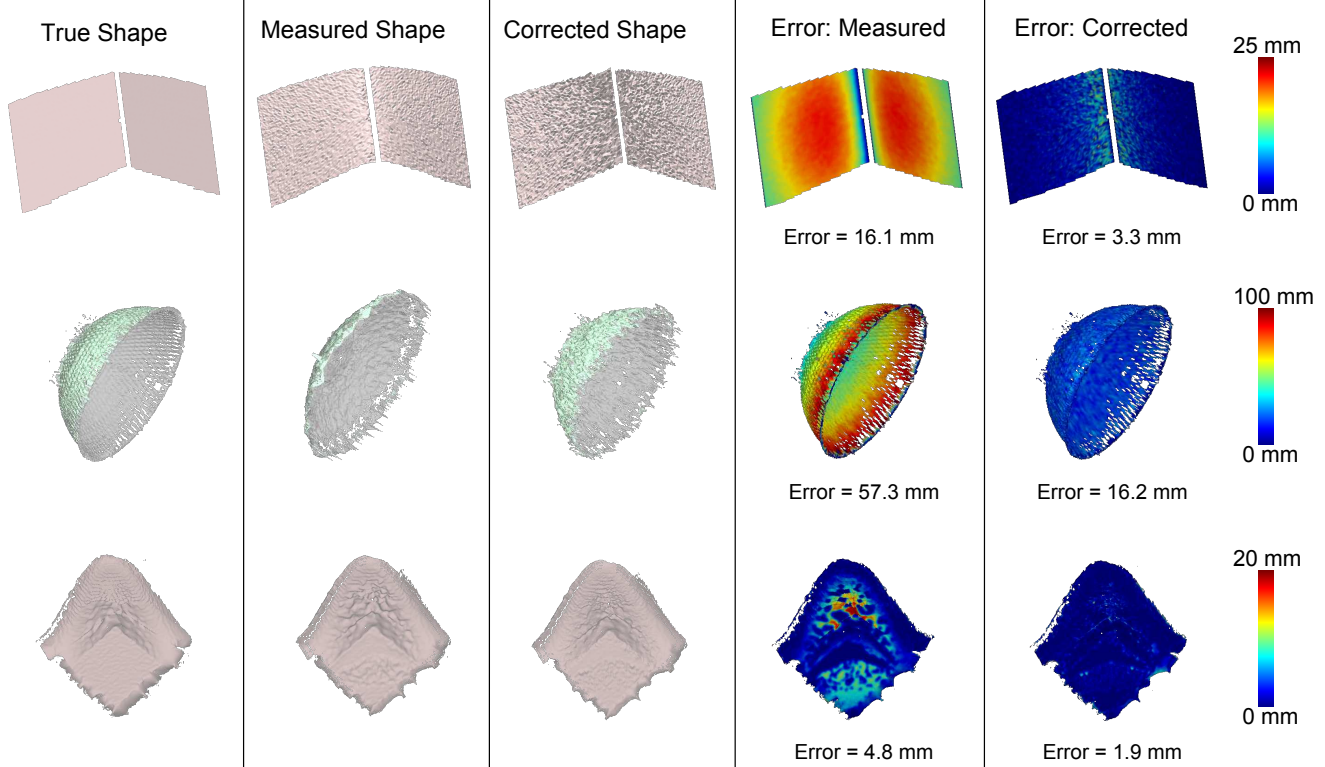 True Shape
Measured Shape
Corrected Shape
Error: Measured
Error: Corrected
25 mm
0 mm
Error = 16.1 mm
Error = 3.3 mm
100 mm
0 mm
Error = 57.3 mm
Error = 16.2 mm
20 mm
0 mm
Error = 4.8 mm
Error = 1.9 mm